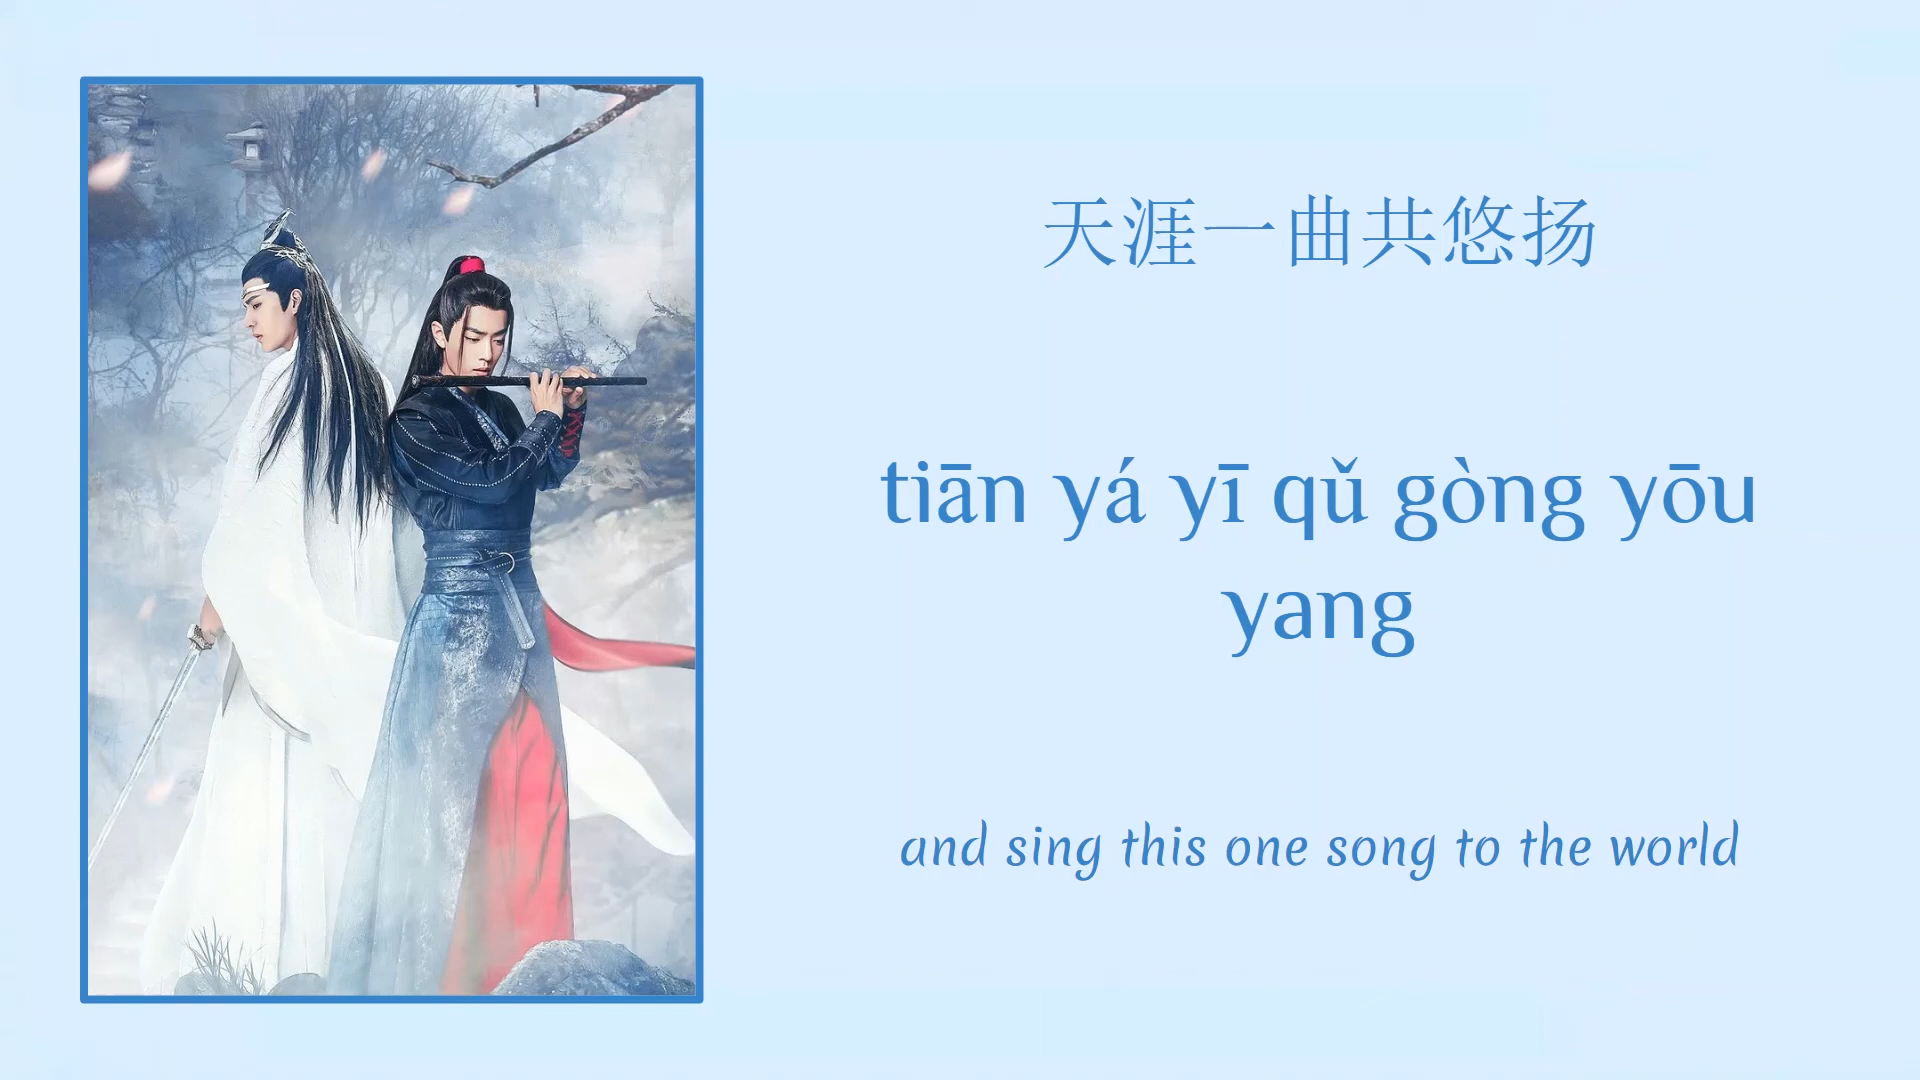 天涯一曲共悠扬
tiān yá yī qǔ gòng yōu
yang
and sing this one song to the world